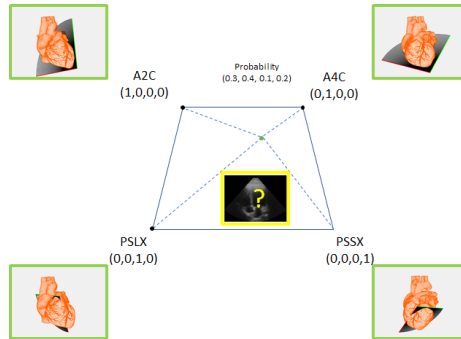 Probability
(0.3, 0.4, 0.1, 0.2)
A2C
(1,0,0,0)
A4C
(0,1,0,0)
?
PSLX
(0,0,1,0)
PSSX
(0,0,0,1)